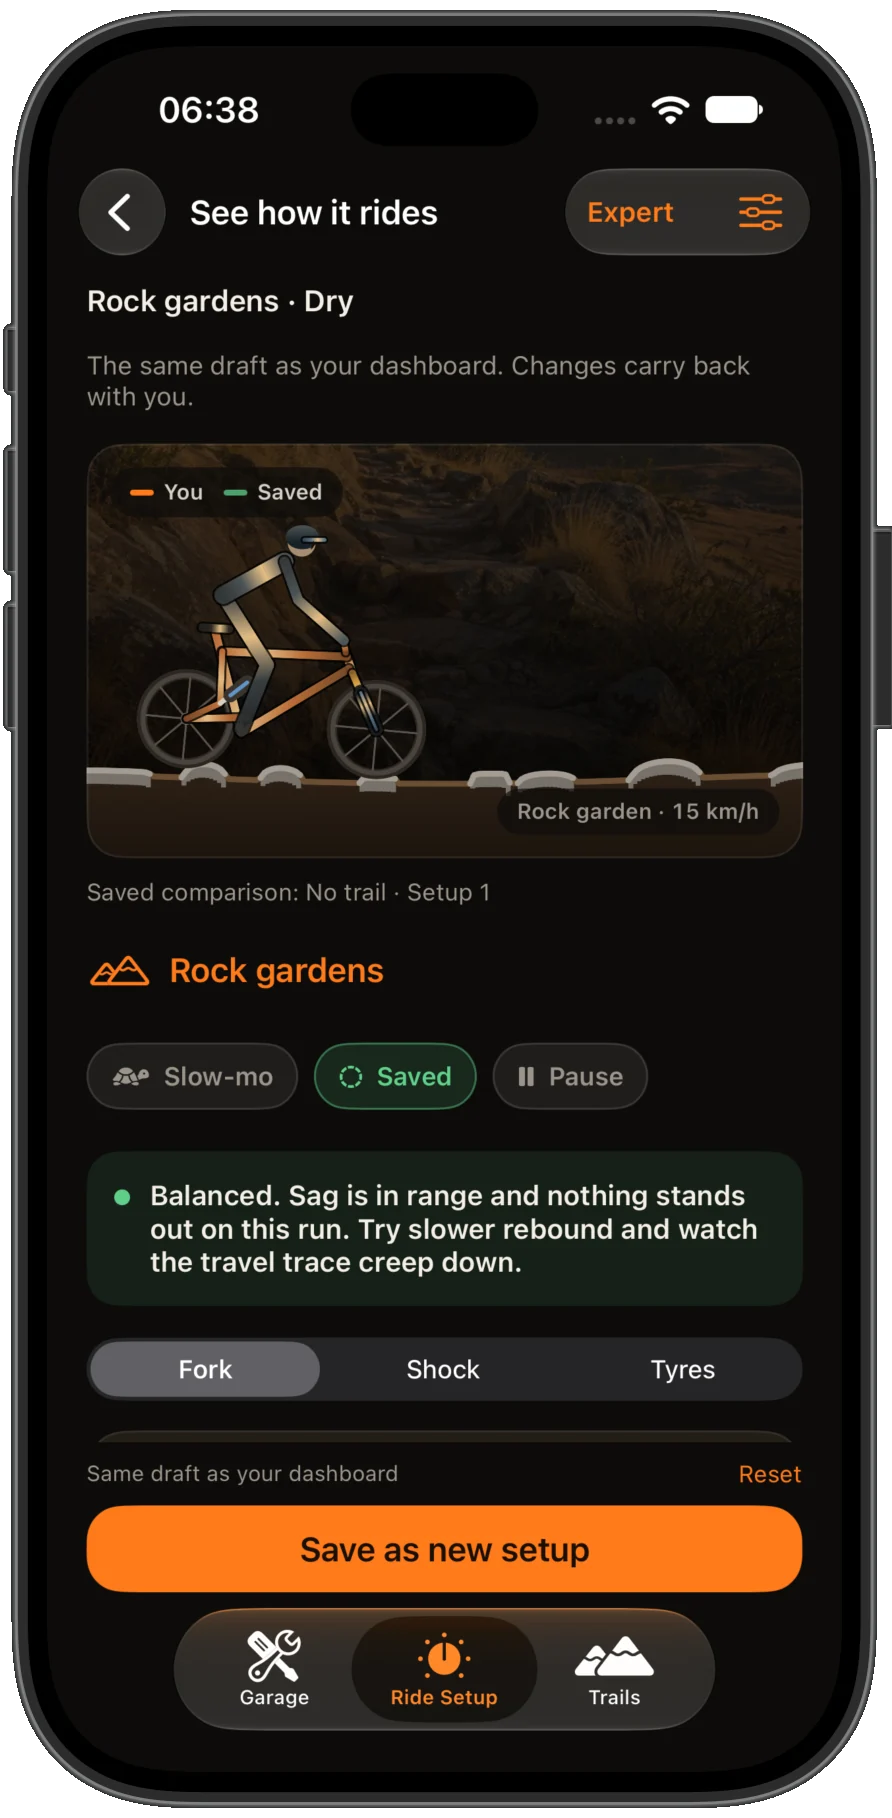 06:38
See how it rides
Expert
Rock gardens · Dry
The same draft as your dashboard. Changes carry back
with you.
You
Saved
Rock garden · 15 km/h
Saved comparison: No trail · Setup 1
Rock gardens
Slow-mo
Saved
Pause
Balanced. Sag is in range and nothing stands
out on this run. Try slower rebound and watch
the travel trace creep down.
Fork
Shock
Tyres
Same draft as your dashboard
Reset
Save as new setup
Garage
Ride Setup
Trails